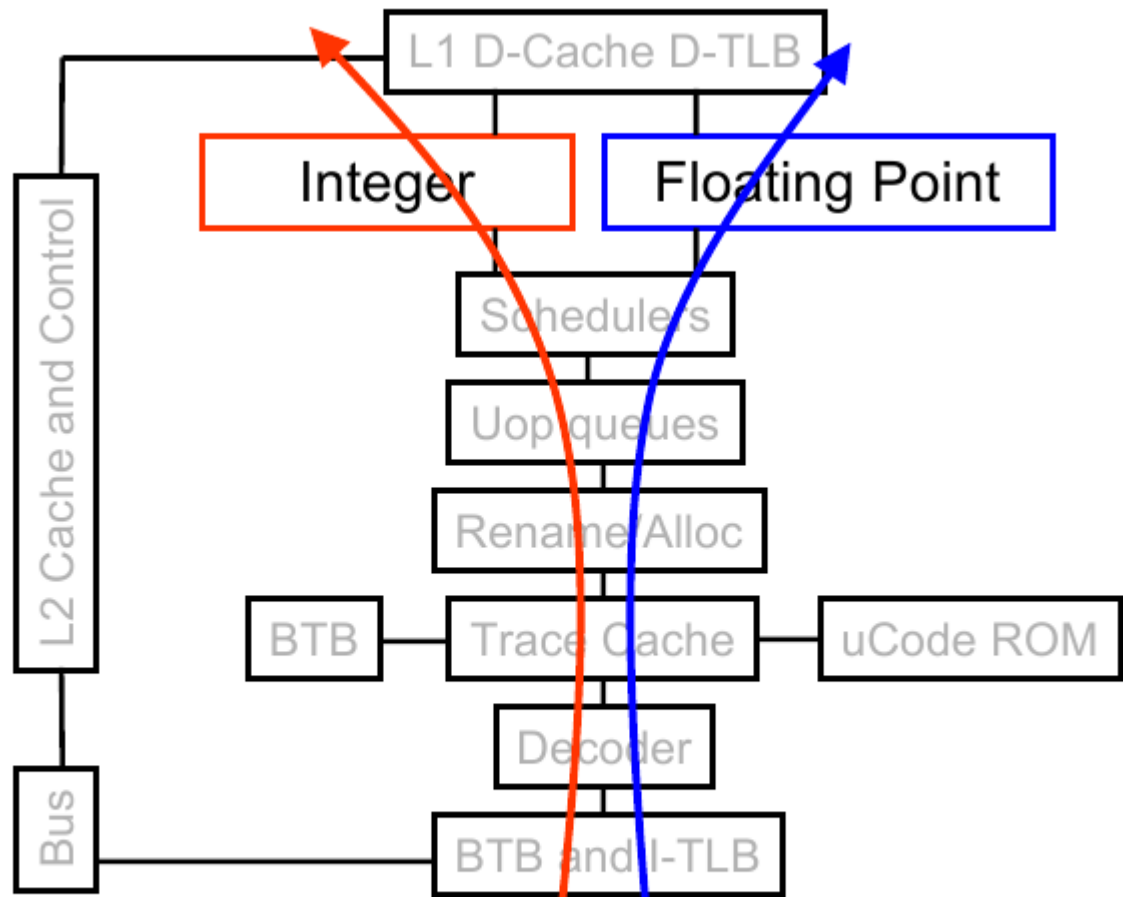 L1 D-Cache D-TLB
Integer
Floating Point
L2 Cache and Control
Schedulers
Uop queues
Rename/Alloc
BTB
Trace Cache
uCode ROM
Decoder
Bus
BTB and I-TLB